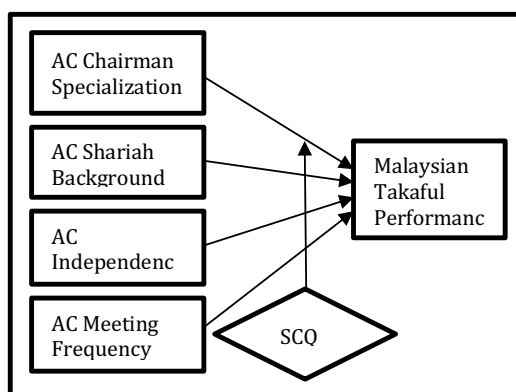 AC Chairman
Specialization
AC Shariah
Background
AC
Independenc
AC Meeting
Frequency
Malaysian
Takaful
Performanc
SCQ